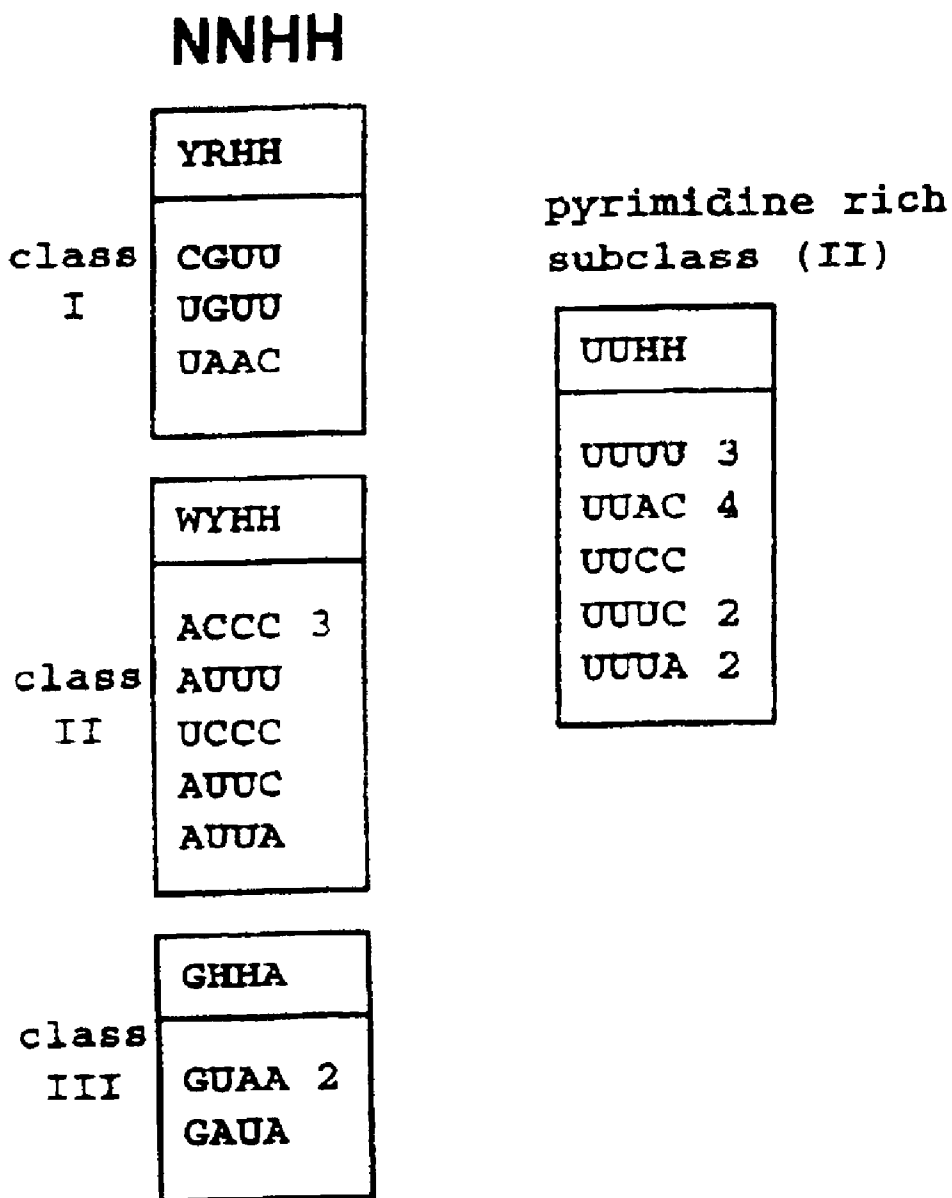 NNHH
YRHH
class
I
CGUU
UGUU
UAAC
pyrimidine rich
subclass (II)
UUHH
UUUU 3
UUAC 4
UUCC
UUUC 2
UUUA 2
WYHH
class
II
ACCC 3
AUUU
UCCC
AUUC
AUUA
GHHA
class
III
GUAA 2
GAUA